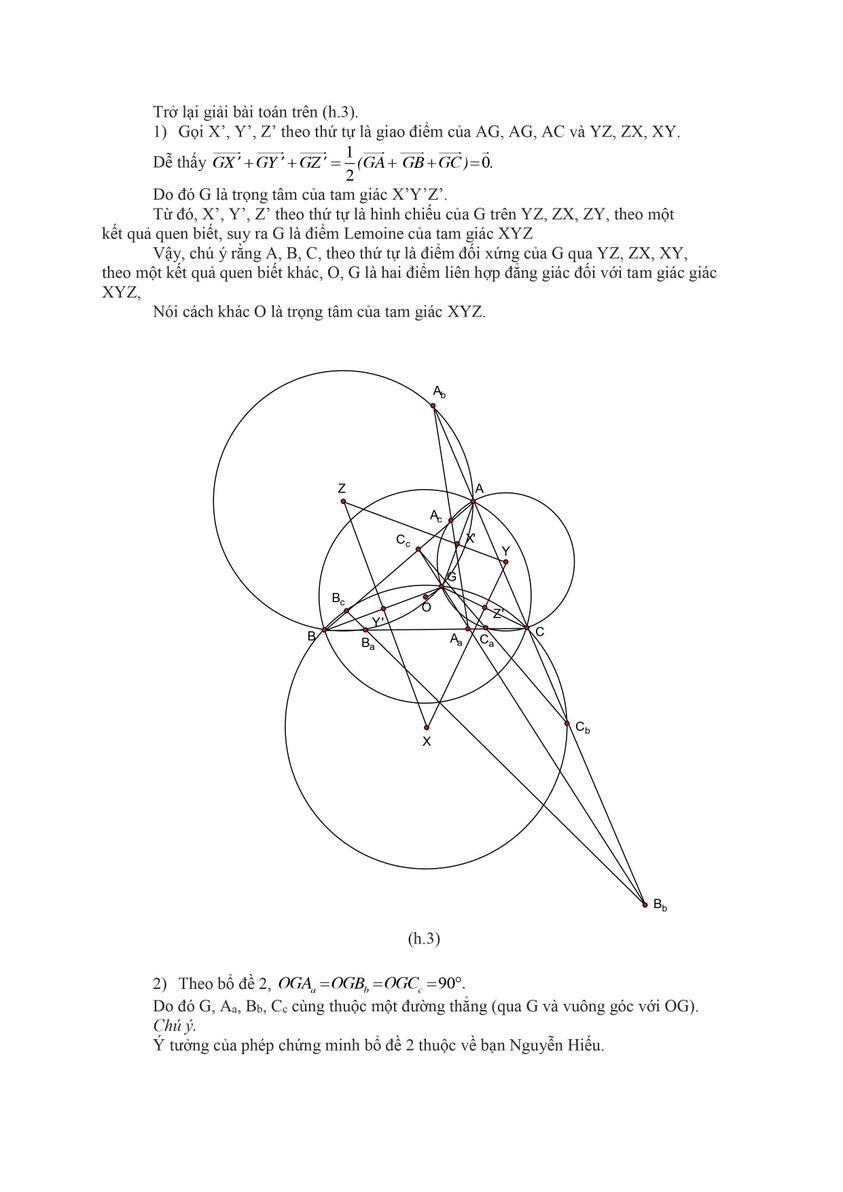 Trở lại giải bài toán trên (h.3).
1) Gọi X’, Y’, Z’ theo thứ tự là giao điểm của AG, AG, AC và YZ, ZX, XY.
Dễ thấy $\overrightarrow{GX'}+\overrightarrow{GY'}+\overrightarrow{GZ'}=\frac{1}{2}(\overrightarrow{GA}+\overrightarrow{GB}+\overrightarrow{GC})=\vec{0}$.
Do đó G là trọng tâm của tam giác X’Y’Z’.
Từ đó, X’, Y’, Z’ theo thứ tự là hình chiếu của G trên YZ, ZX, ZY, theo một
kết quả quen biết, suy ra G là điểm Lemoine của tam giác XYZ
Vậy, chú ý rằng A, B, C, theo thứ tự là điểm đối xứng của G qua YZ, ZX, XY,
theo một kết quả quen biết khác, O, G là hai điểm liên hợp đẳng giác đối với tam giác giác
XYZ,
Nói cách khác O là trọng tâm của tam giác XYZ.
A_b
Z
A
A_c
C_c
X'
Y
G
B_c
O
Z'
Y'
B
B_a
A_a
C_a
C
C_b
X
B_b
(h.3)
2) Theo bổ đề 2, $OGA_a=OGB_b=OGC_c=90°$.
Do đó G, Aₐ, B_b, C_c cùng thuộc một đường thẳng (qua G và vuông góc với OG).
Chú ý.
Ý tưởng của phép chứng minh bổ đề 2 thuộc về bạn Nguyễn Hiếu.